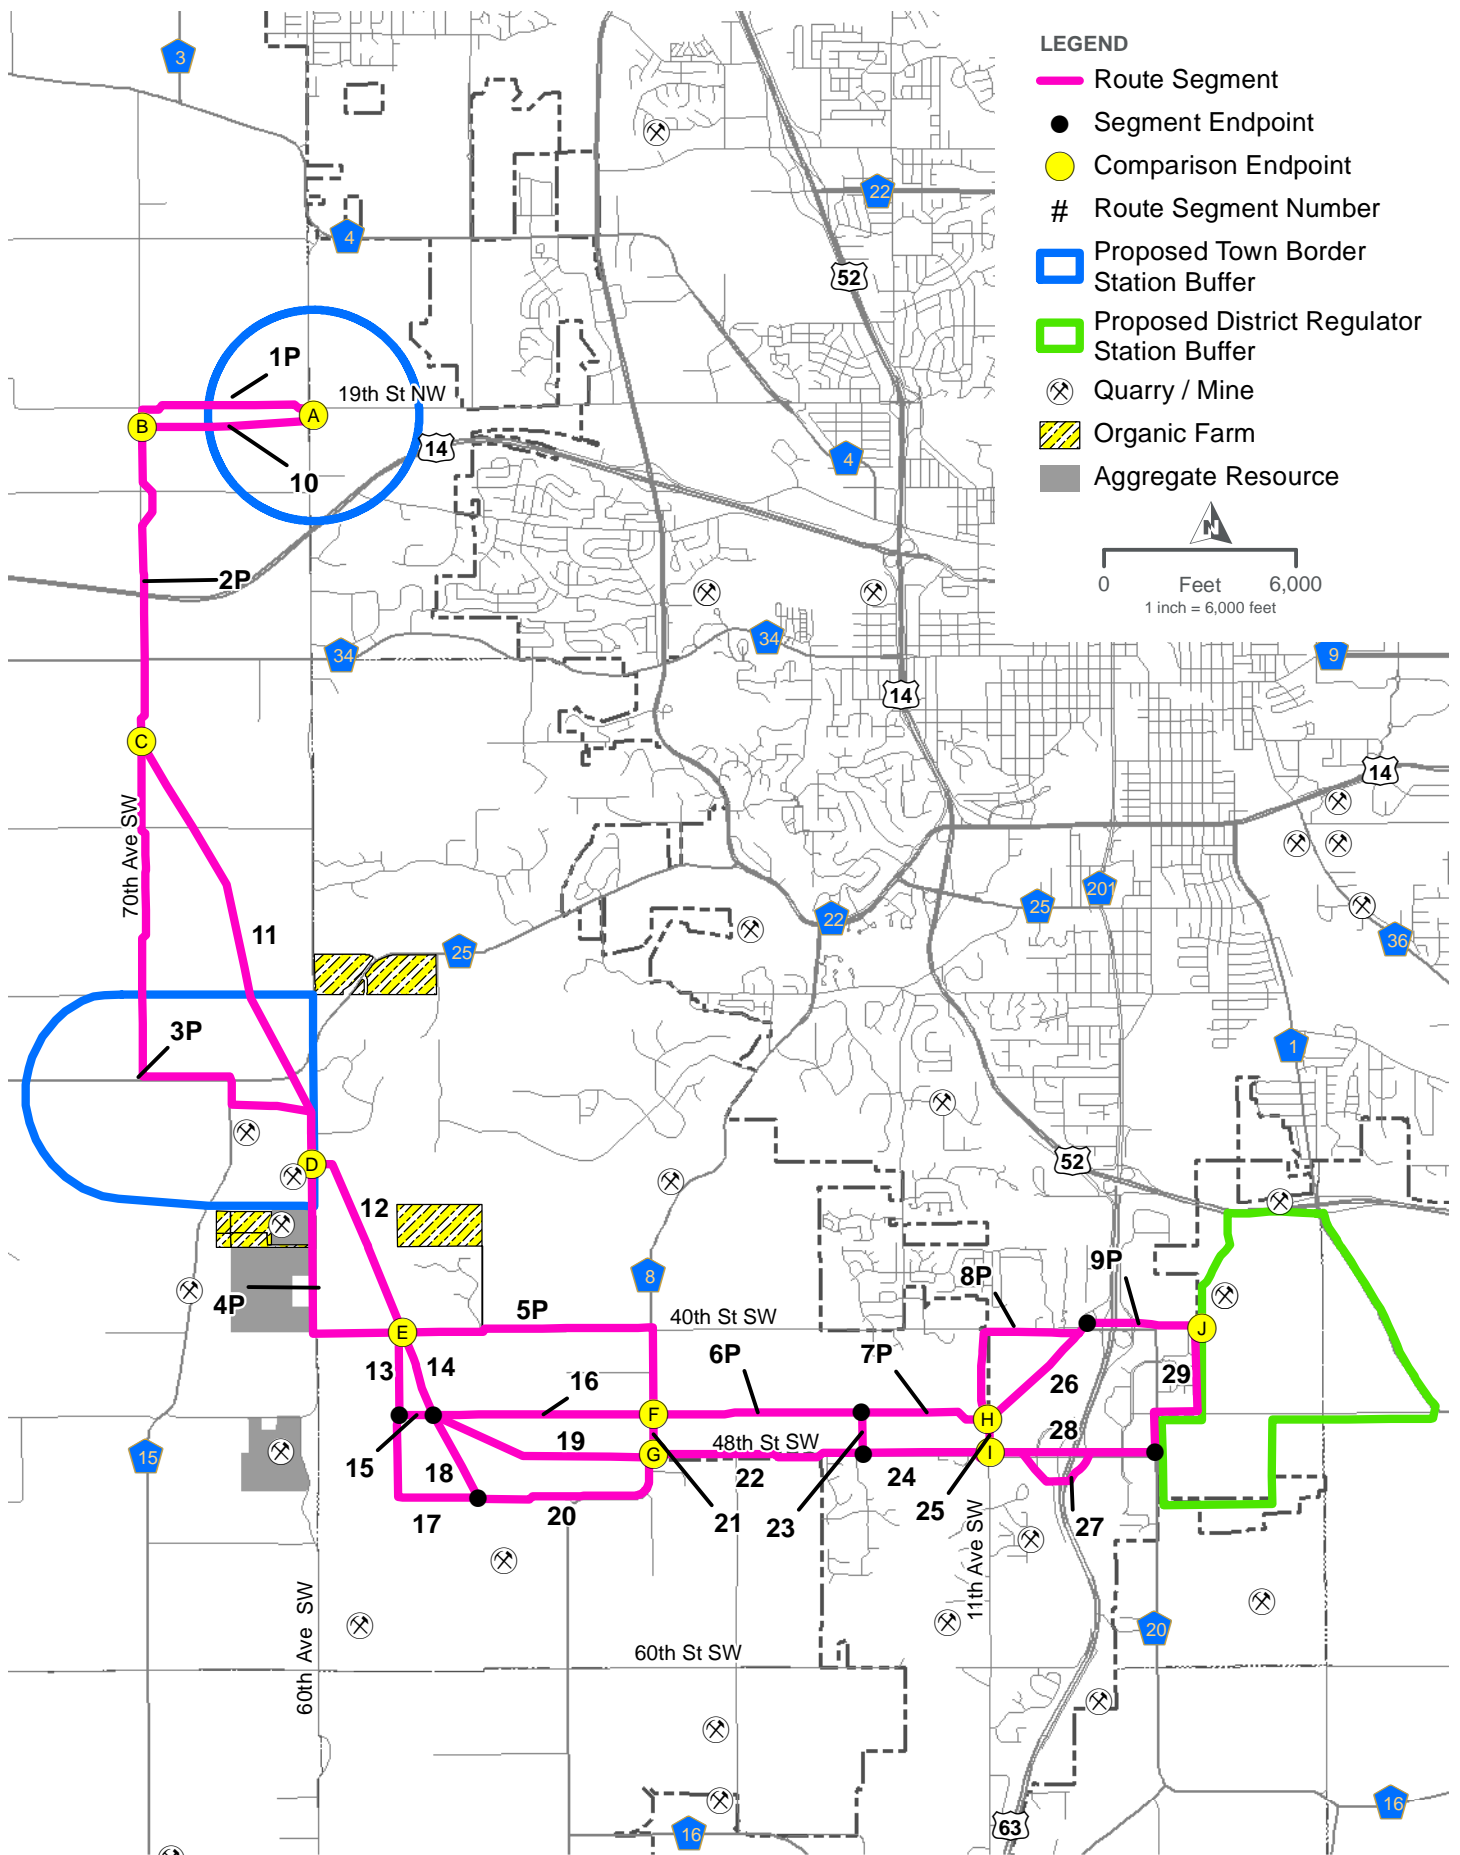 LEGEND
Route Segment
Segment Endpoint
Comparison Endpoint
# Route Segment Number
Proposed Town Border
Station Buffer
Proposed District Regulator
Station Buffer
Quarry / Mine
Organic Farm
Aggregate Resource
N
0 Feet 6,000
1 inch = 6,000 feet
3
22
4
52
1P
19th St NW
A
B
14
4
10
2P
34
34
9
14
C
14
70th Ave SW
201
25
22
11
25
36
3P
1
D
52
12
9P
8P
4P
8
5P
40th St SW
E
J
6P
7P
13
14
16
26
29
F
H
28
15
19
48th St SW
G
I
15
18
22
24
23
25
21
17
20
27
11th Ave SW
60th Ave SW
20
60th St SW
16
63
16